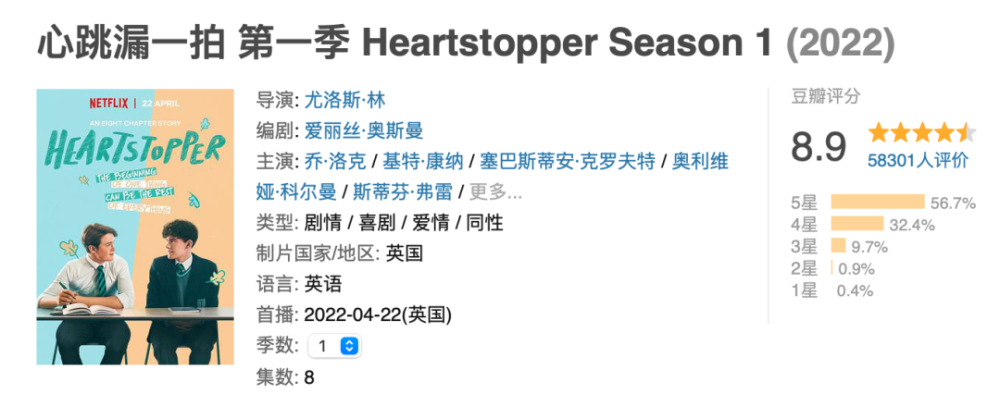 心跳漏一拍 第一季 Heartstopper Season 1 (2022)
NETFLIX | 22 APRIL
AN EIGHT CHAPTER STORY
HEARTSTOPPER
THE BEGINNING
OF ONE THING
CAN BE THE BEST
OF EVERYTHING
导演: 尤洛斯·林
编剧: 爱丽丝·奥斯曼
主演: 乔·洛克 / 基特·康纳 / 塞巴斯蒂安·克罗夫特 / 奥利维
娅·科尔曼 / 斯蒂芬·弗雷 / 更多...
类型: 剧情 / 喜剧 / 爱情 / 同性
制片国家/地区: 英国
语言: 英语
首播: 2022-04-22(英国)
季数: 1
集数: 8
豆瓣评分
8.9
58301人评价
5星 56.7%
4星 32.4%
3星 9.7%
2星 0.9%
1星 0.4%